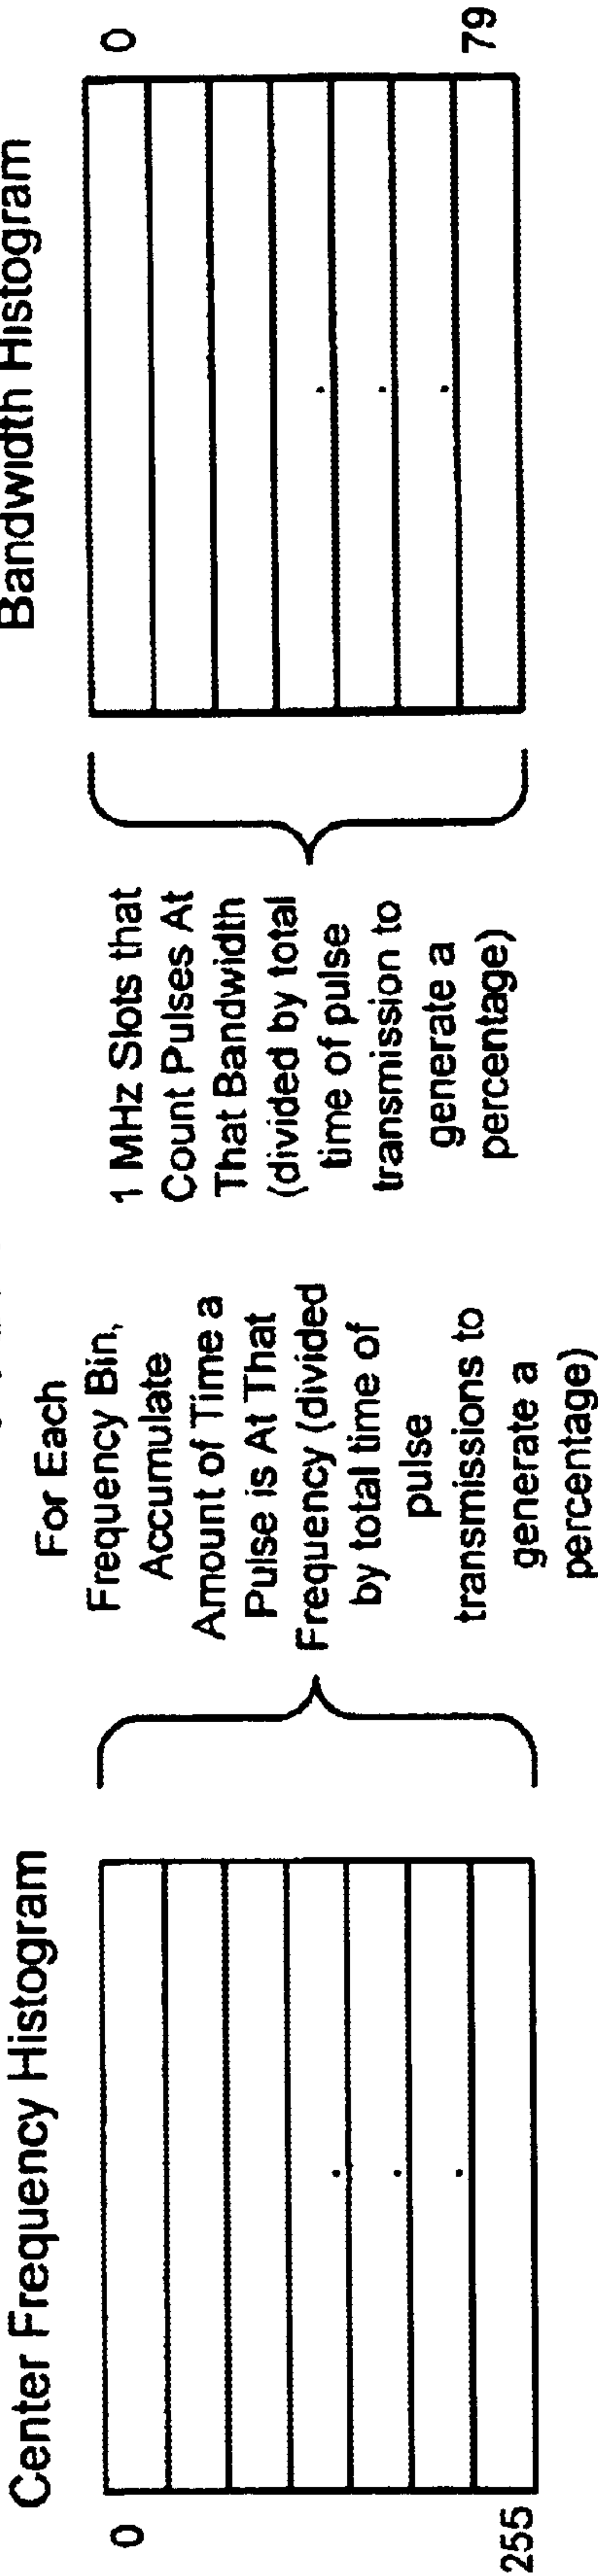 Center Frequency Histogram
0
255
For Each
Frequency Bin,
Accumulate
Amount of Time a
Pulse is At That
Frequency (divided
by total time of
pulse
transmissions to
generate a
percentage)
1 MHz Slots that
Count Pulses At
That Bandwidth
(divided by total
time of pulse
transmission to
generate a
percentage)
Bandwidth Histogram
0
79